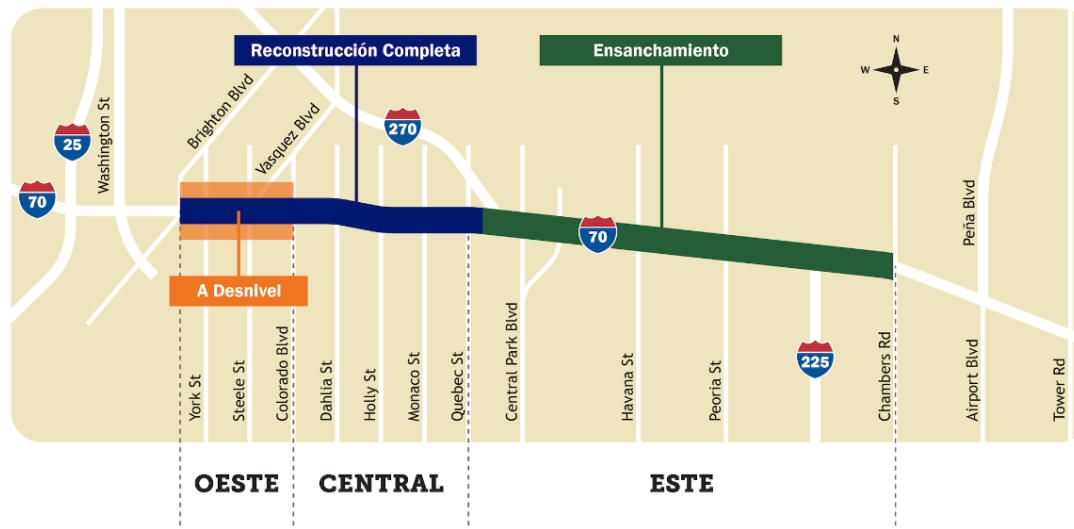 Reconstrucción Completa
Ensanchamiento
N
W
E
S
25
Washington St
Brighton Blvd
Vasquez Blvd
270
70
70
Peña Blvd
A Desnivel
225
York St
Steele St
Colorado Blvd
Dahlia St
Holly St
Monaco St
Quebec St
Central Park Blvd
Havana St
Peoria St
Chambers Rd
Airport Blvd
Tower Rd
OESTE
CENTRAL
ESTE